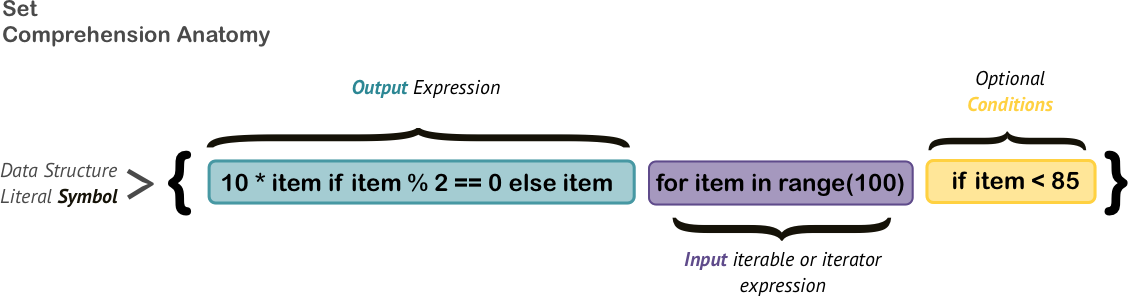 Set
Comprehension Anatomy
Output Expression
Optional
Conditions
Data Structure
Literal Symbol
{ 10 * item if item % 2 == 0 else item for item in range(100) if item < 85 }
Input iterable or iterator
expression